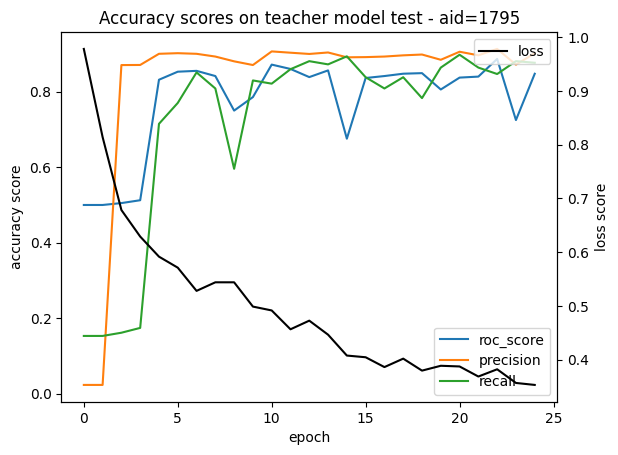 Accuracy scores on teacher model test - aid=1795
accuracy score
0.8
0.6
0.4
0.2
0.0
loss
1.0
0.9
0.8
0.7
0.6
0.5
0.4
loss score
roc_score
precision
recall
0
5
10
15
20
25
epoch